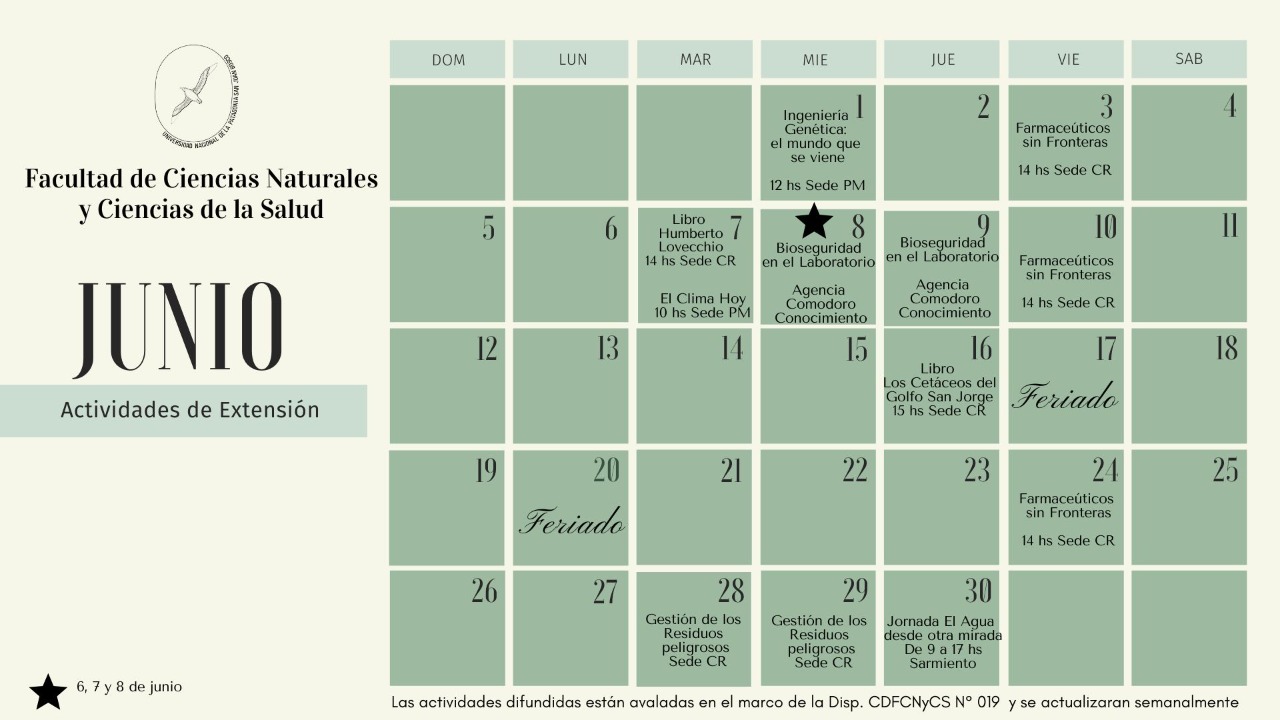 UNIVERSIDAD NACIONAL DE LA PATAGONIA SAN JUAN BOSCO
Facultad de Ciencias Naturales
y Ciencias de la Salud
JUNIO
Actividades de Extensión
DOM
LUN
MAR
MIE
JUE
VIE
SAB
1
Ingeniería
Genética:
el mundo que
se viene
12 hs Sede PM
2
3
Farmaceúticos
sin Fronteras
14 hs Sede CR
4
5
6
7
Libro
Humberto
Lovecchio
14 hs Sede CR
El Clima Hoy
10 hs Sede PM
8
Bioseguridad
en el Laboratorio
Agencia
Comodoro
Conocimiento
9
Bioseguridad
en el Laboratorio
Agencia
Comodoro
Conocimiento
10
Farmaceúticos
sin Fronteras
14 hs Sede CR
11
12
13
14
15
16
Libro
Los Cetáceos del
Golfo San Jorge
15 hs Sede CR
17
Feriado
18
19
20
Feriado
21
22
23
24
Farmaceúticos
sin Fronteras
14 hs Sede CR
25
26
27
28
Gestión de los
Residuos
peligrosos
Sede CR
29
Gestión de los
Residuos
peligrosos
Sede CR
30
Jornada El Agua
desde otra mirada
De 9 a 17 hs
Sarmiento
6, 7 y 8 de junio
Las actividades difundidas están avaladas en el marco de la Disp. CDFCNyCS N° 019 y se actualizaran semanalmente